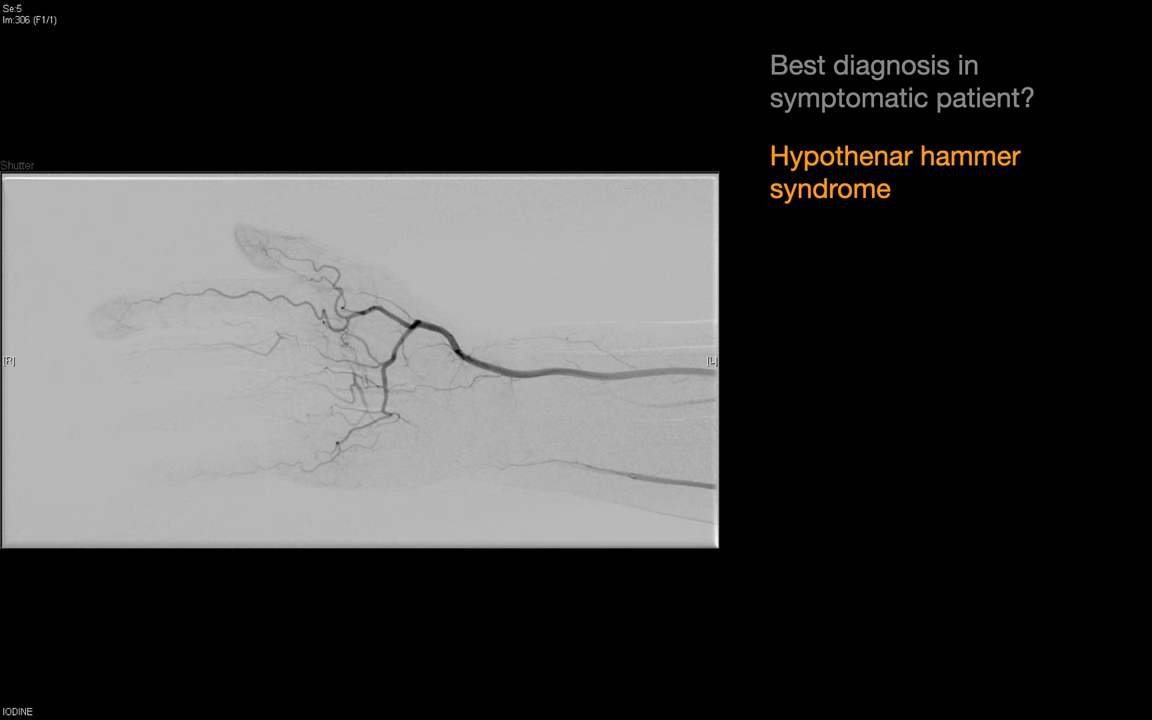 Se:5
Im:306 (F1/1)
Best diagnosis in
symptomatic patient?
Hypothenar hammer
syndrome
Shutter
[R]
[L]
IODINE